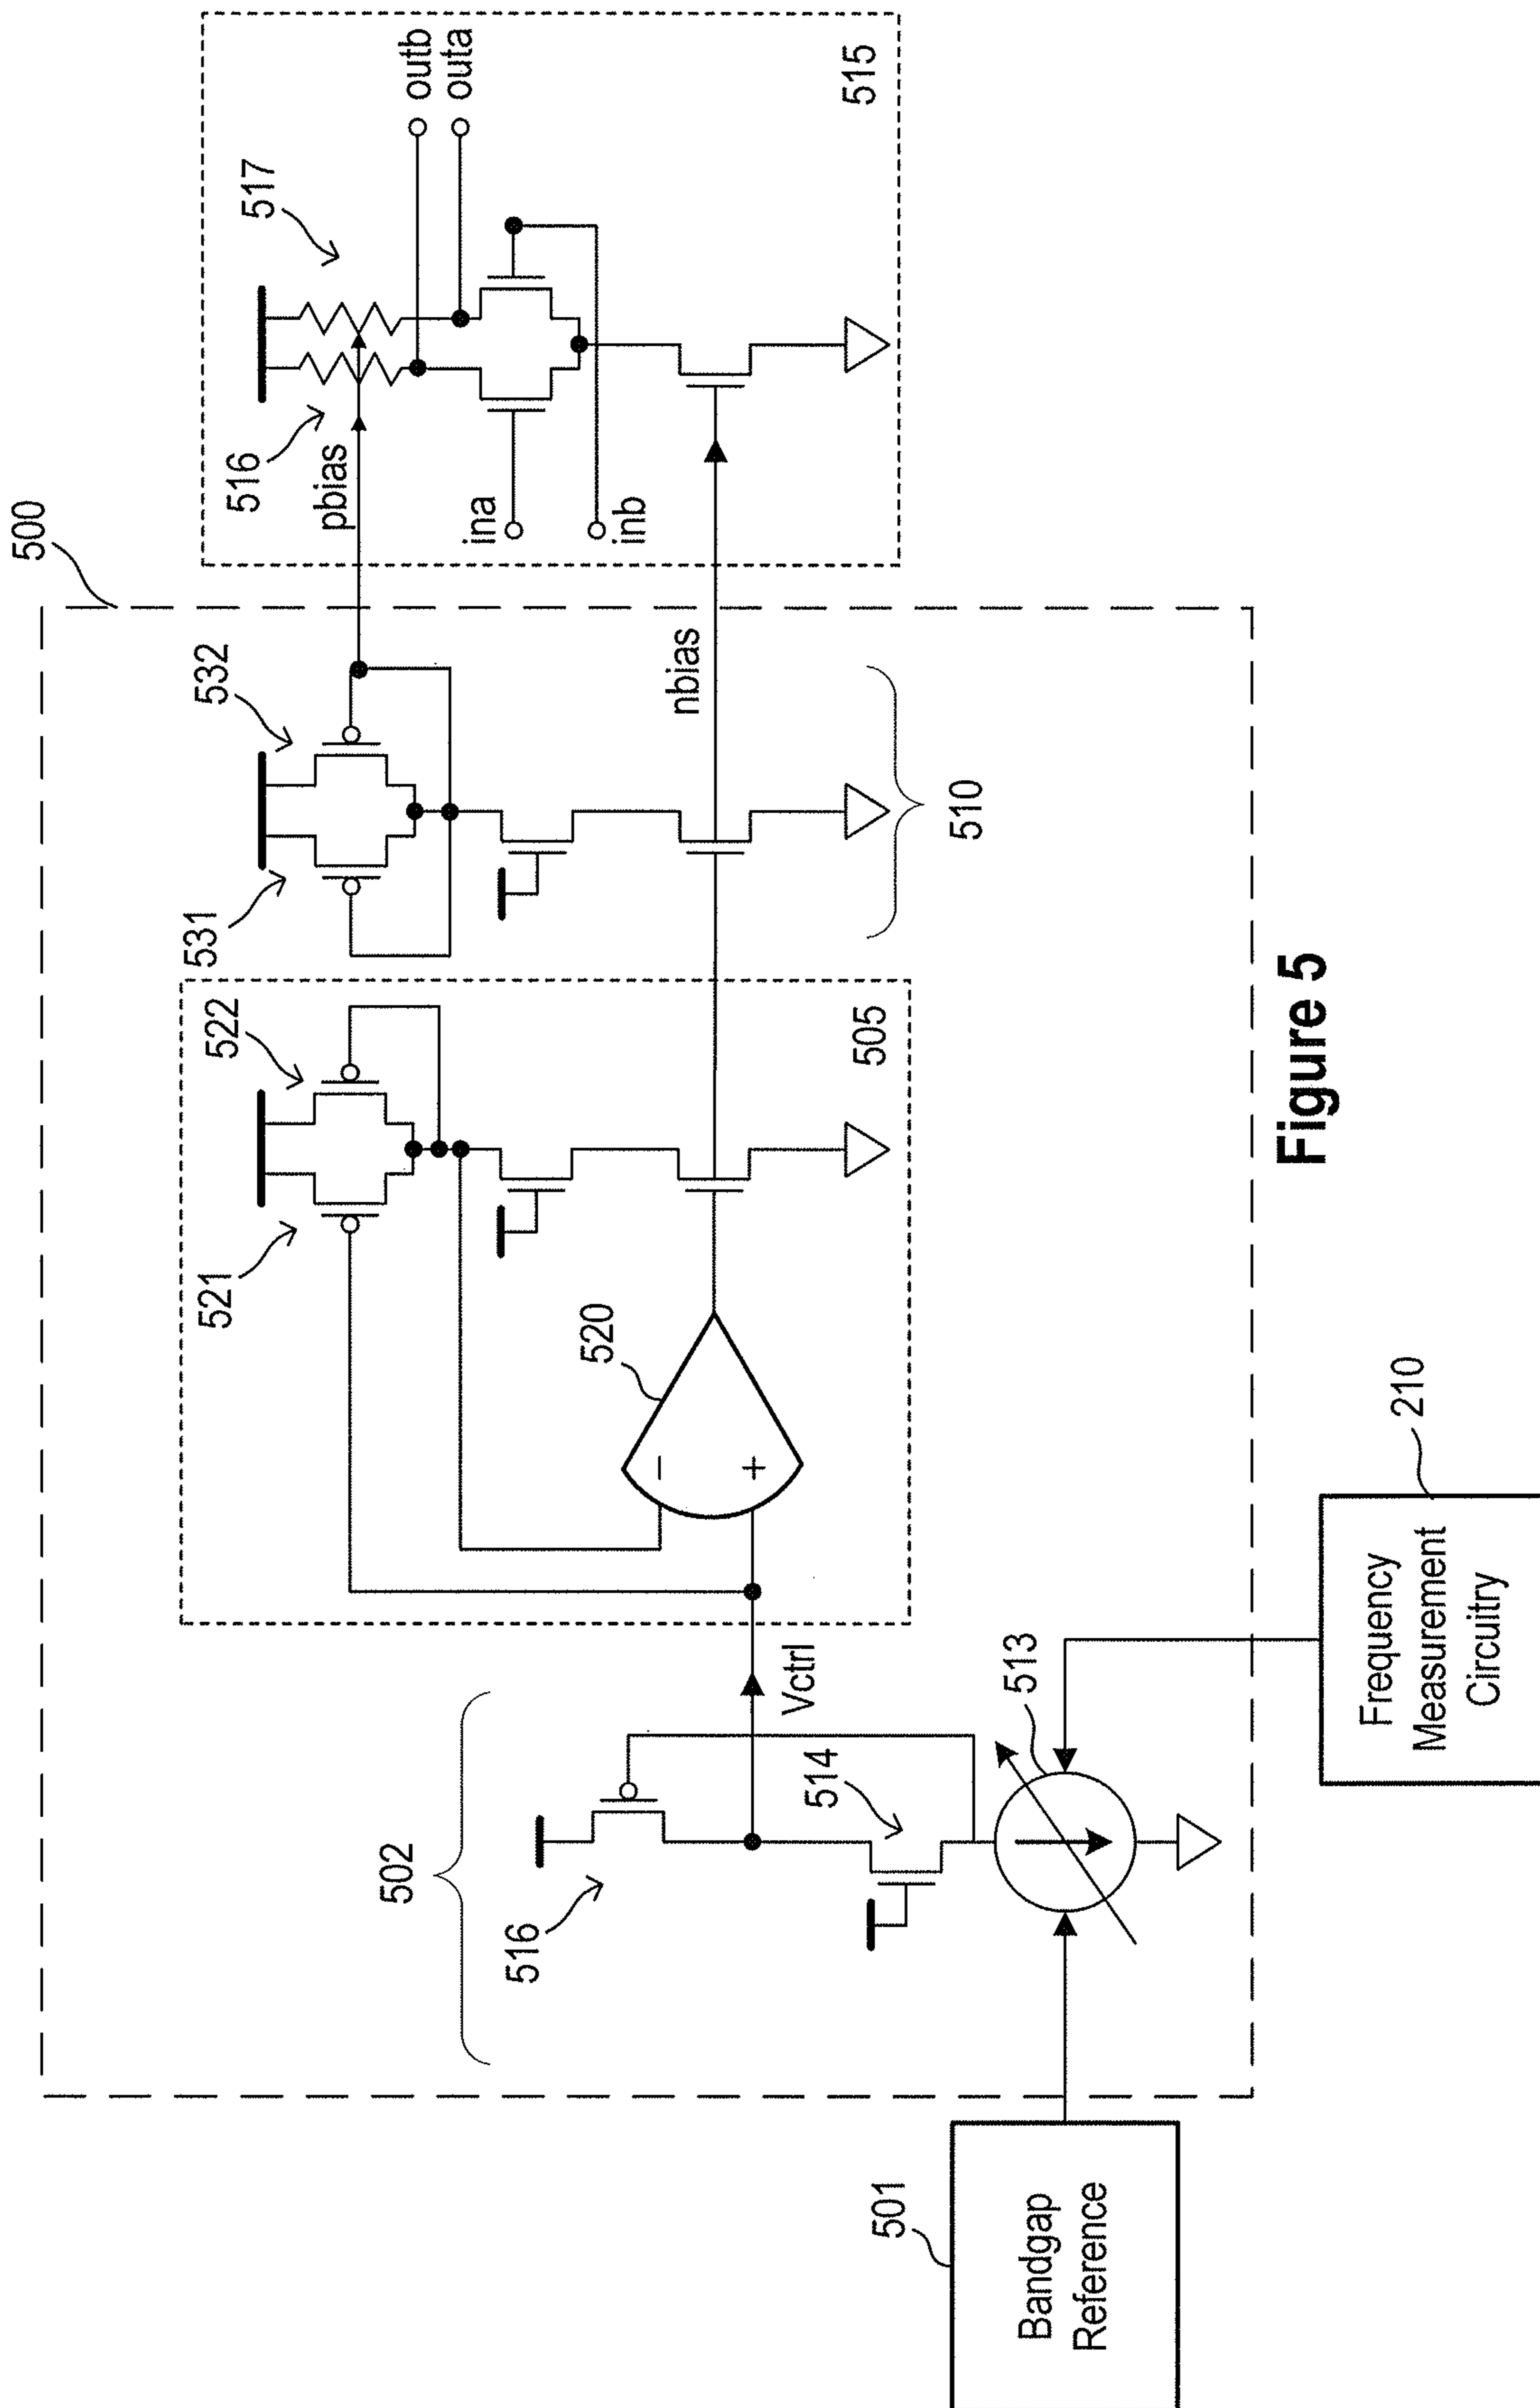 500
502
516
Vctrl
514
513
501
Bandgap
Reference
Frequency
Measurement
Circuitry
210
521
522
520
−
+
505
531
532
510
nbias
pbias
516
517
ina
inb
outb
outa
515
Figure 5